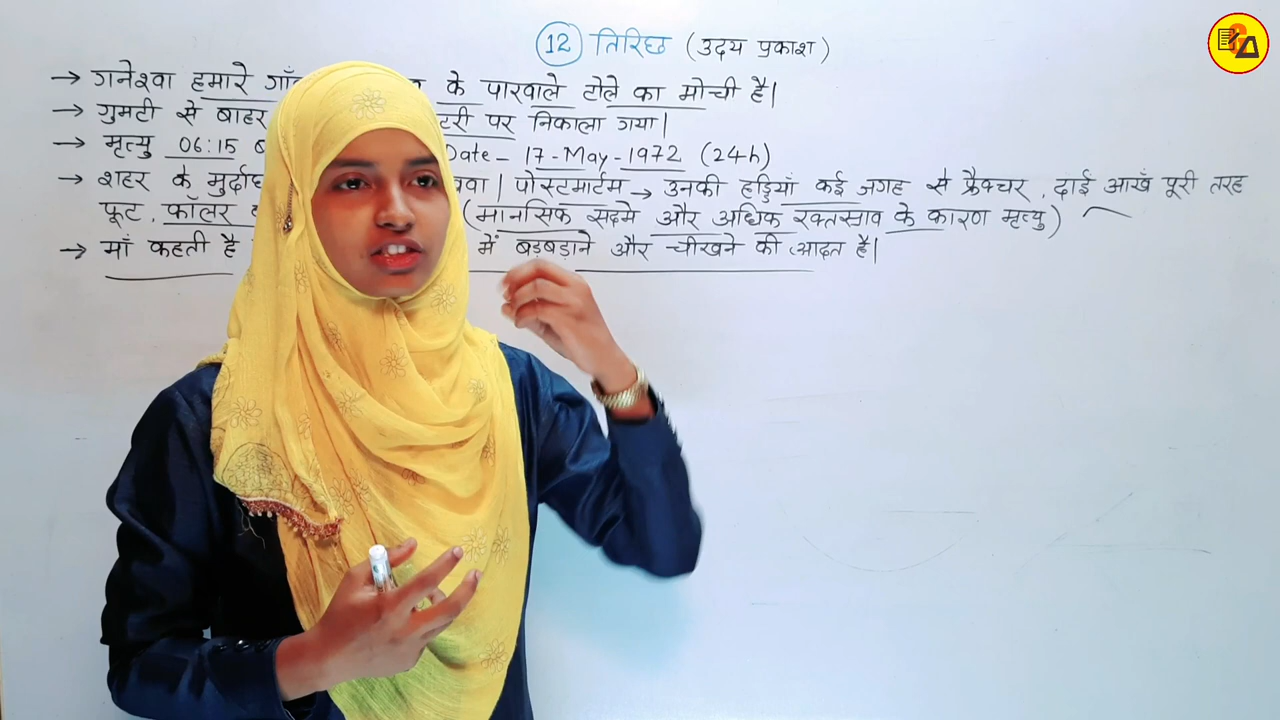 12 तिरिछ (उदय प्रकाश)
→ गनेशवा हमारे गाँ के पारवाले टोले का मोची है|
→ गुमटी से बाहर टरी पर निकाला गया|
→ मृत्यु 06:15 ब Date - 17-May-1972 (24h)
→ शहर के मुर्दाघ ववा | पोस्टमार्टम → उनकी हड्डियाँ कई जगह से फ्रैक्चर, दाई आखँ पूरी तरह
फूट, कॉलर (मानसिक सदमे और अधिक रक्तस्राव के कारण मृत्यु)
→ माँ कहती है में बड़बड़ाने और चीखने की आदत है|